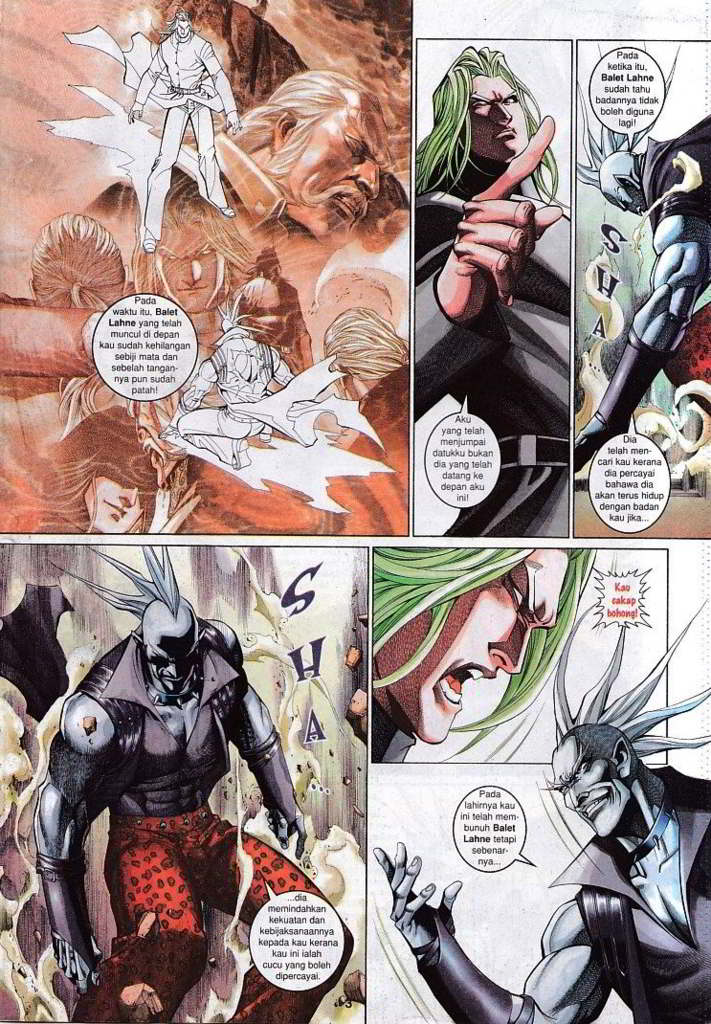 Pada
waktu itu, Balet
Lahne yang telah
muncul di depan
kau sudah kehilangan
sebiji mata dan
sebelah tangan-
nya pun sudah
patah!
Aku
yang telah
menjumpai
datukku bukan
dia yang telah
datang ke
depan aku
ini!
Pada
ketika itu,
Balet Lahne
sudah tahu
badannya tidak
boleh diguna
lagi!
SHA
Dia
telah men-
cari kau kerana
dia percayai
bahawa dia
akan terus hidup
dengan badan
kau jika...
SHA...
...dia
memindahkan
kekuatan dan
kebijaksanaannya
kepada kau kerana
kau ini ialah
cucu yang boleh
dipercayai.
Kau
cakap
bohong!
Pada
lahirnya kau
ini telah mem-
bunuh Balet
Lahne tetapi
sebenar-
nya...